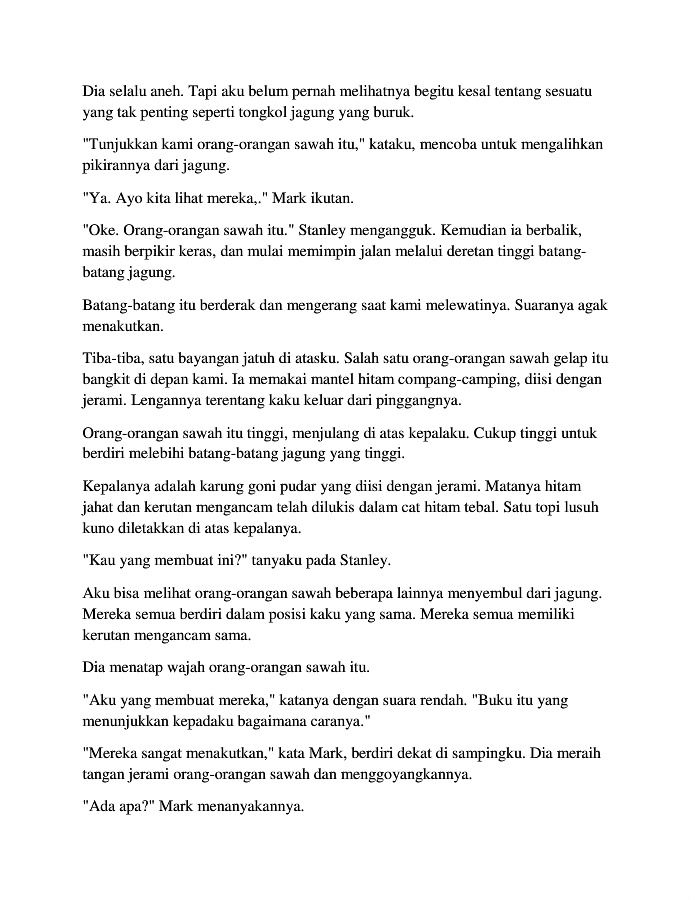 Dia selalu aneh. Tapi aku belum pernah melihatnya begitu kesal tentang sesuatu
yang tak penting seperti tongkol jagung yang buruk.
"Tunjukkan kami orang-orangan sawah itu," kataku, mencoba untuk mengalihkan
pikirannya dari jagung.
"Ya. Ayo kita lihat mereka,." Mark ikutan.
"Oke. Orang-orangan sawah itu." Stanley mengangguk. Kemudian ia berbalik,
masih berpikir keras, dan mulai memimpin jalan melalui deretan tinggi batang-
batang jagung.
Batang-batang itu berderak dan mengerang saat kami melewatinya. Suaranya agak
menakutkan.
Tiba-tiba, satu bayangan jatuh di atasku. Salah satu orang-orangan sawah gelap itu
bangkit di depan kami. Ia memakai mantel hitam compang-camping, diisi dengan
jerami. Lengannya terentang kaku keluar dari pinggangnya.
Orang-orangan sawah itu tinggi, menjulang di atas kepalaku. Cukup tinggi untuk
berdiri melebihi batang-batang jagung yang tinggi.
Kepalanya adalah karung goni pudar yang diisi dengan jerami. Matanya hitam
jahat dan kerutan mengancam telah dilukis dalam cat hitam tebal. Satu topi lusuh
kuno diletakkan di atas kepalanya.
"Kau yang membuat ini?" tanyaku pada Stanley.
Aku bisa melihat orang-orangan sawah beberapa lainnya menyembul dari jagung.
Mereka semua berdiri dalam posisi kaku yang sama. Mereka semua memiliki
kerutan mengancam sama.
Dia menatap wajah orang-orangan sawah itu.
"Aku yang membuat mereka," katanya dengan suara rendah. "Buku itu yang
menunjukkan kepadaku bagaimana caranya."
"Mereka sangat menakutkan," kata Mark, berdiri dekat di sampingku. Dia meraih
tangan jerami orang-orangan sawah dan menggoyangkannya.
"Ada apa?" Mark menanyakannya.